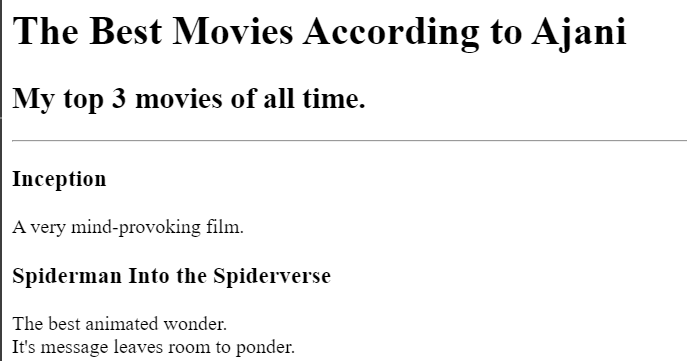 The Best Movies According to Ajani
My top 3 movies of all time.
Inception
A very mind-provoking film.
Spiderman Into the Spiderverse
The best animated wonder.
It's message leaves room to ponder.